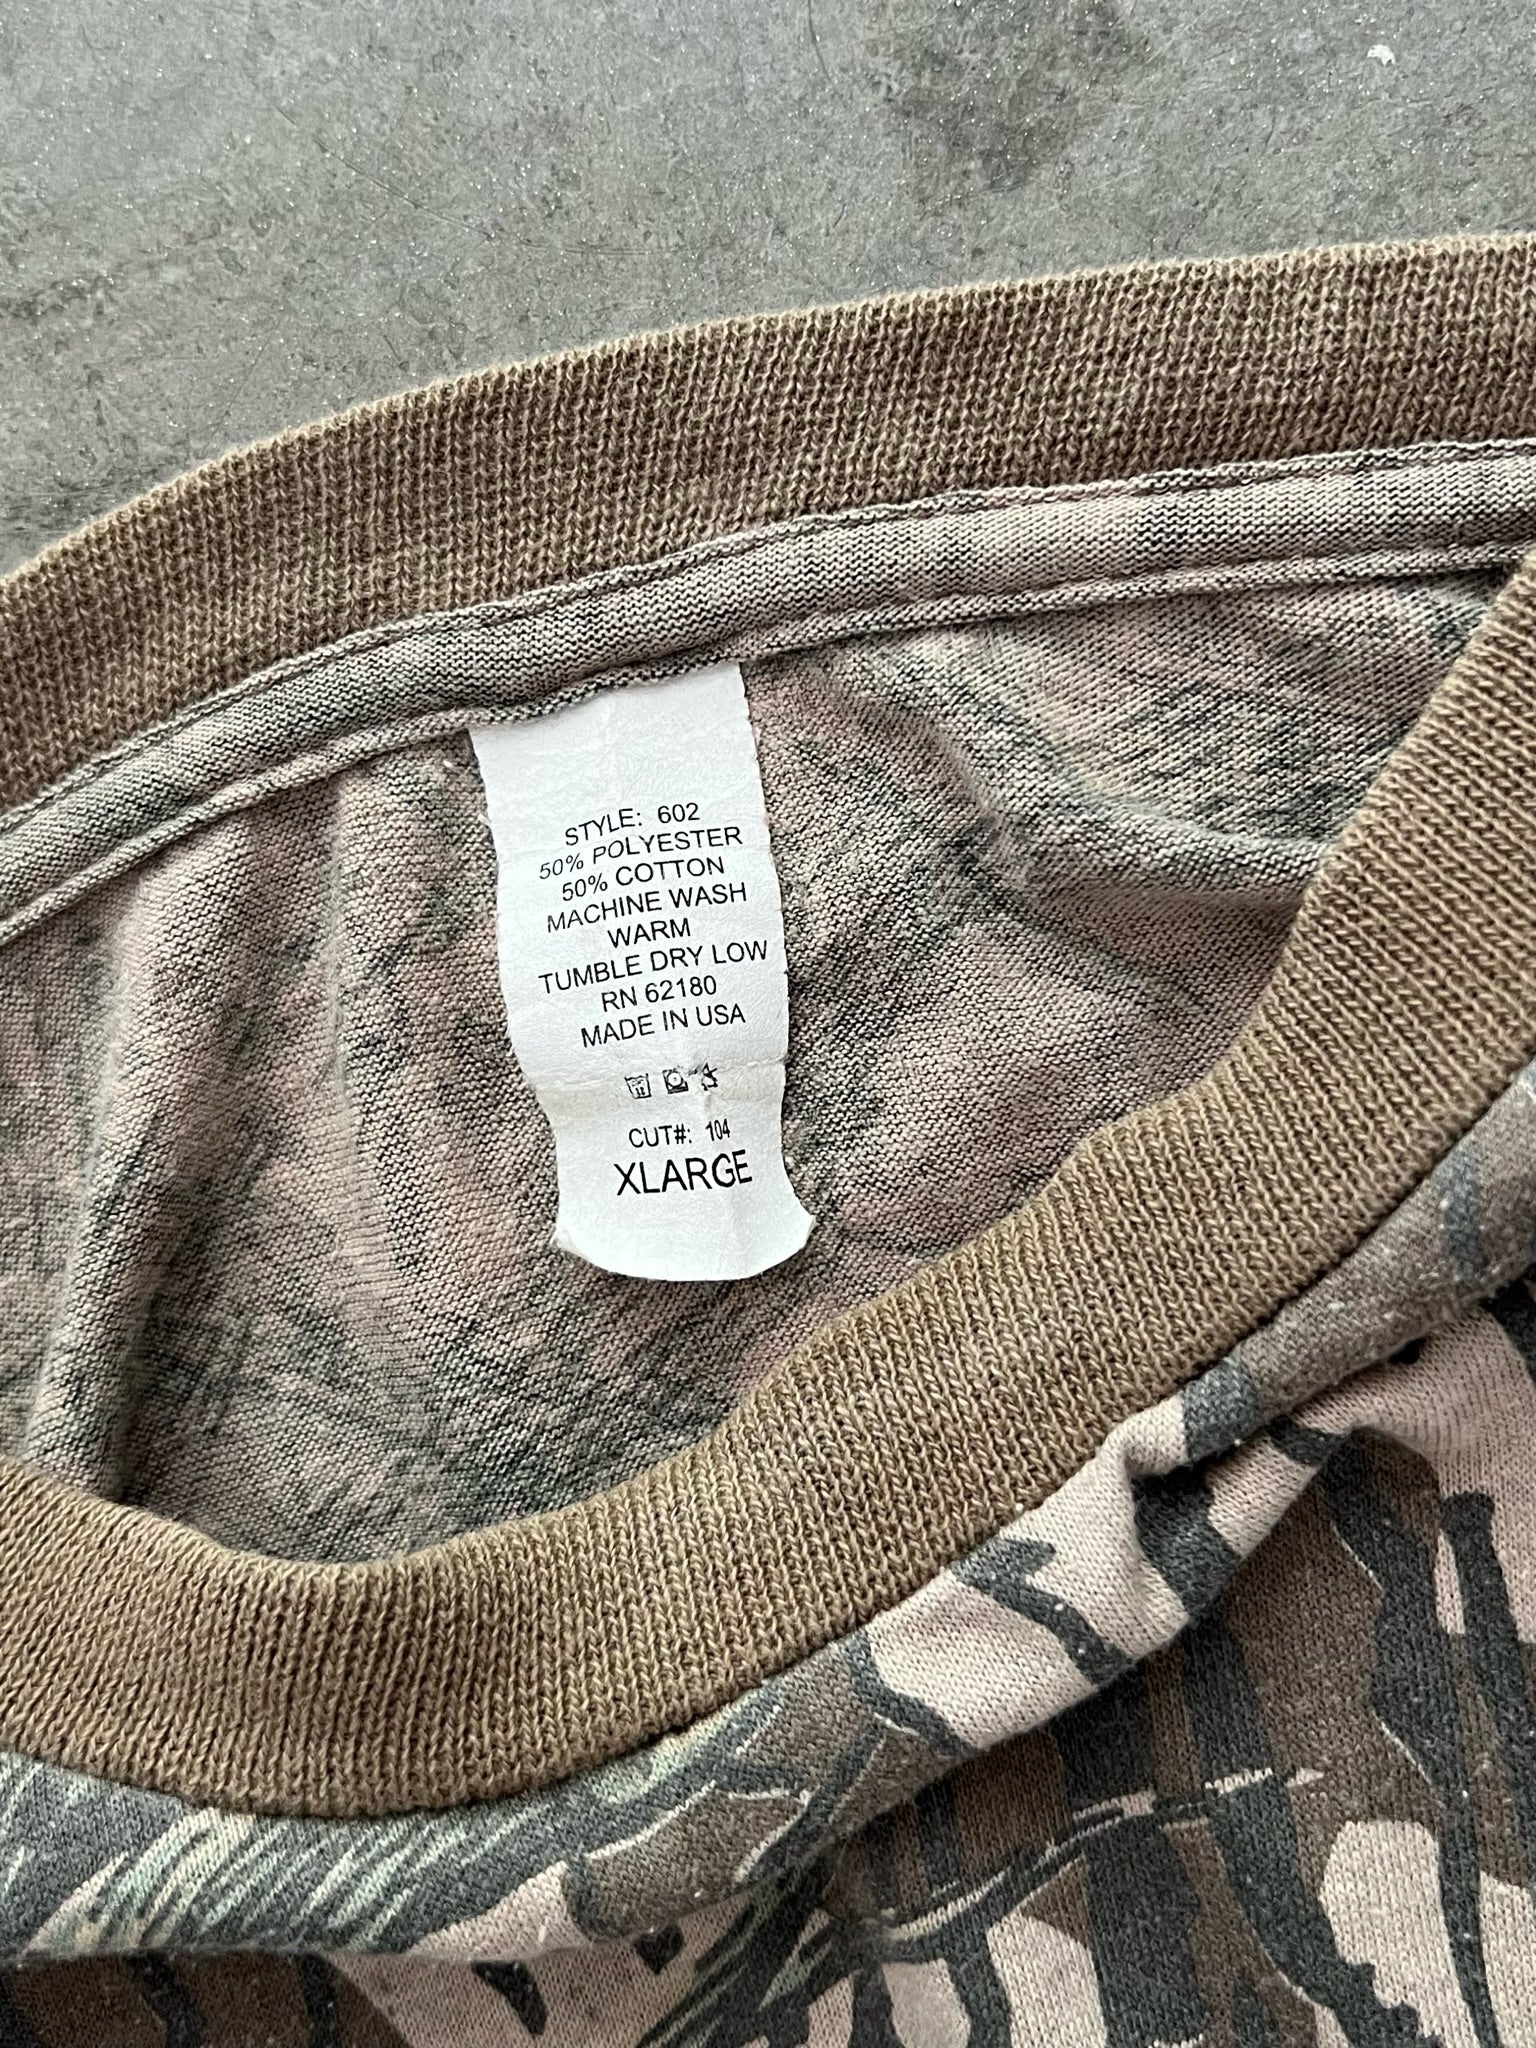 STYLE: 602
50% POLYESTER
50% COTTON
MACHINE WASH
WARM
TUMBLE DRY LOW
RN 62180
MADE IN USA
CUT#: 104
XLARGE